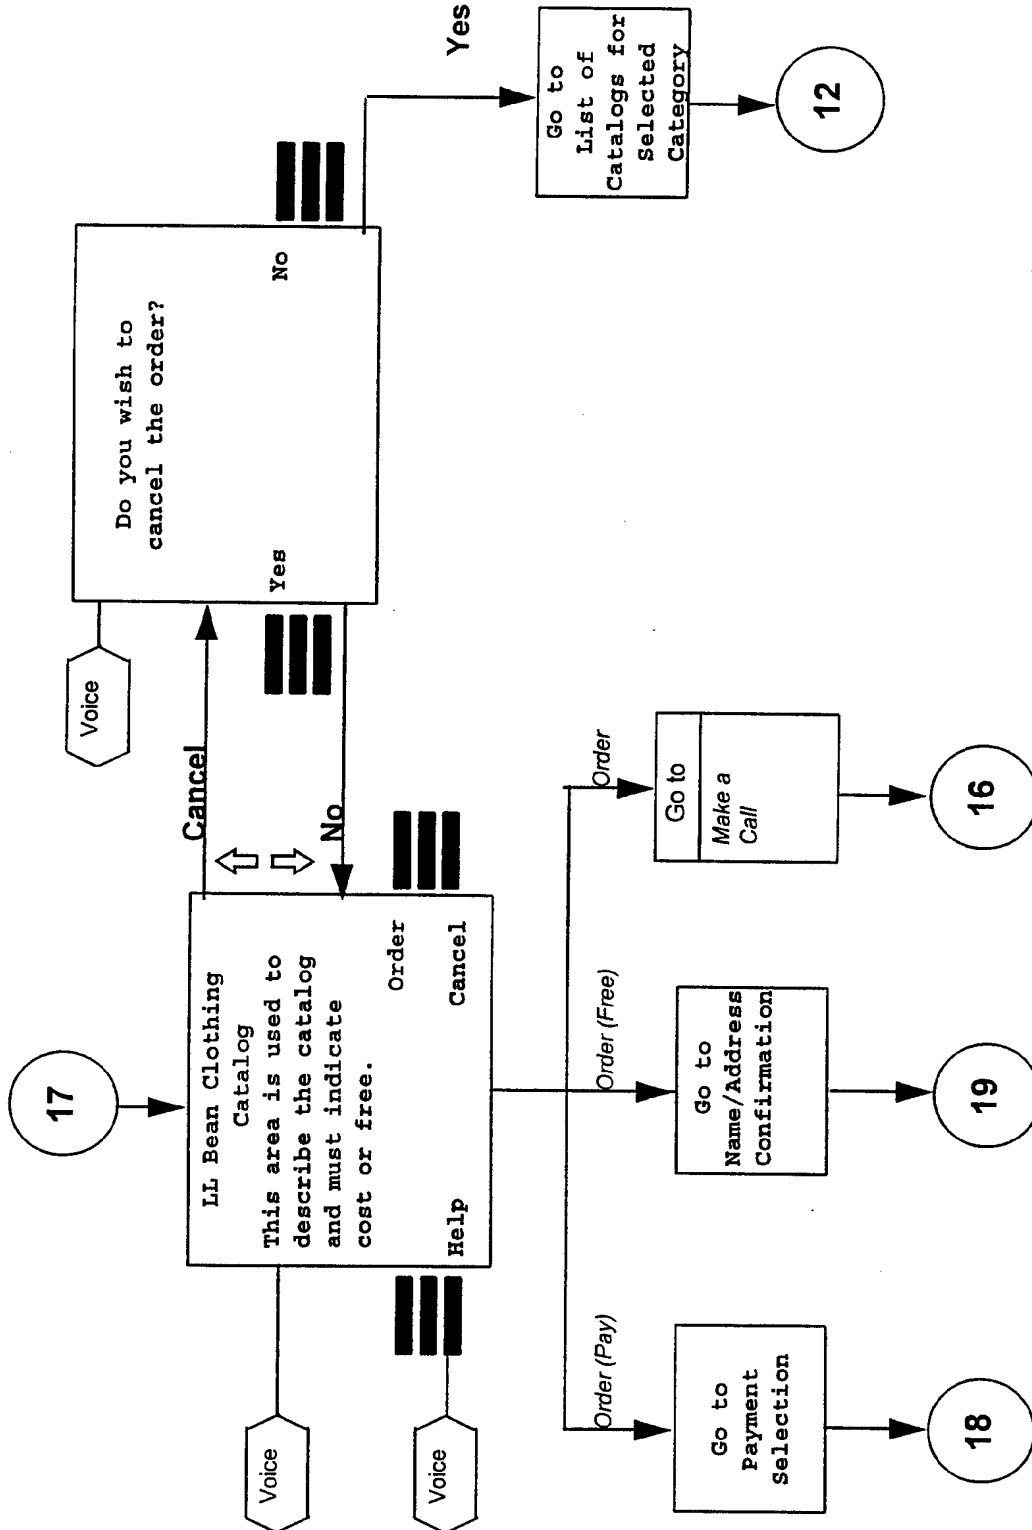 17
LL Bean Clothing
Catalog
This area is used to
describe the catalog
and must indicate
cost or free.
Order
Help
Cancel
Voice
Voice
Cancel
No
Voice
Do you wish to
cancel the order?
Yes
No
Yes
Go to
List of
Catalogs for
Selected
Category
12
Order (Pay)
Go to
Payment
Selection
18
Order (Free)
Go to
Name/Address
Confirmation
19
Order
Go to
Make a
Call
16